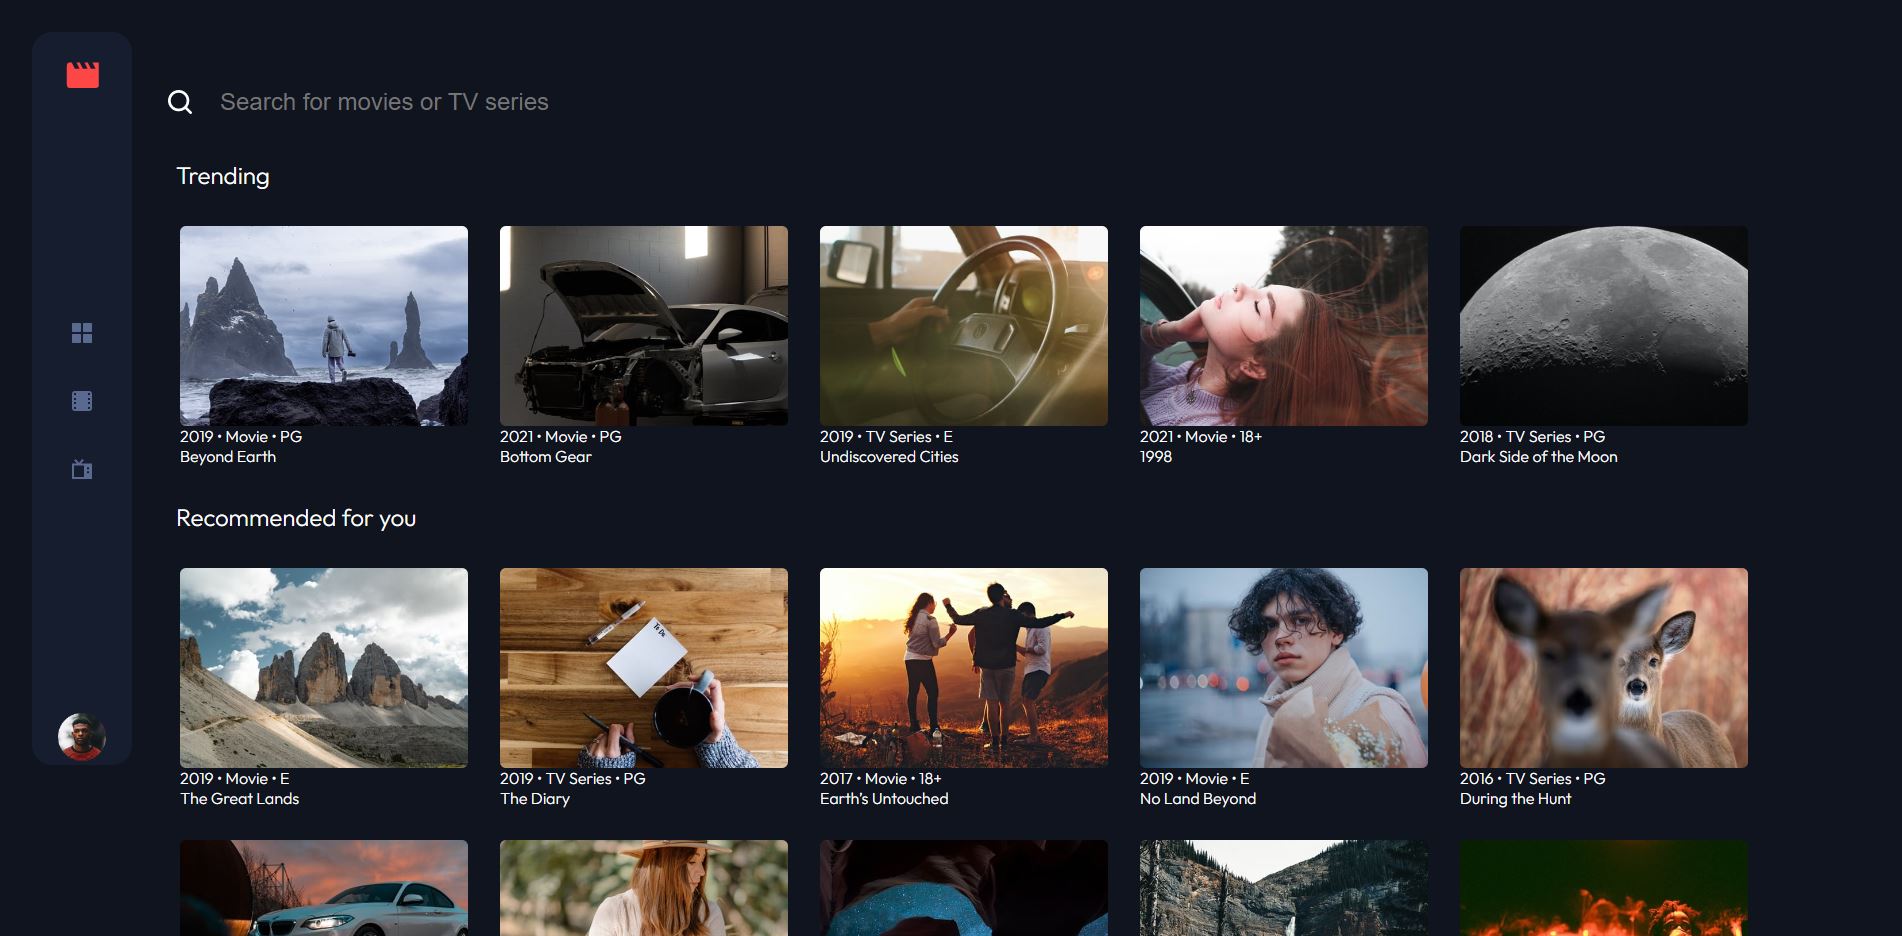 Search for movies or TV series
Trending
2019 • Movie • PG
Beyond Earth
2021 • Movie • PG
Bottom Gear
2019 • TV Series • E
Undiscovered Cities
2021 • Movie • 18+
1998
2018 • TV Series • PG
Dark Side of the Moon
Recommended for you
To Do
2019 • Movie • E
The Great Lands
2019 • TV Series • PG
The Diary
2017 • Movie • 18+
Earth's Untouched
2019 • Movie • E
No Land Beyond
2016 • TV Series • PG
During the Hunt